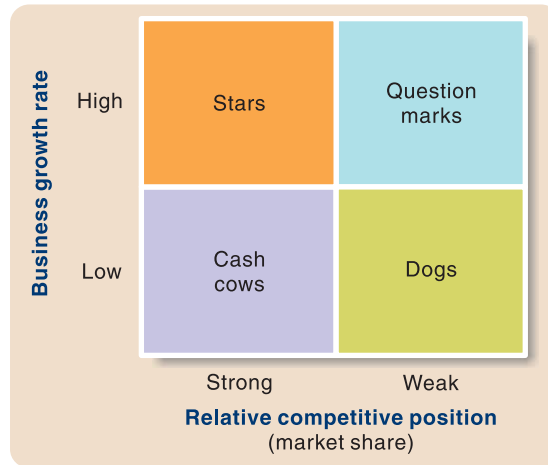 Business growth rate
High
Stars
Question
marks
Low
Cash
cows
Dogs
Strong
Weak
Relative competitive position
(market share)